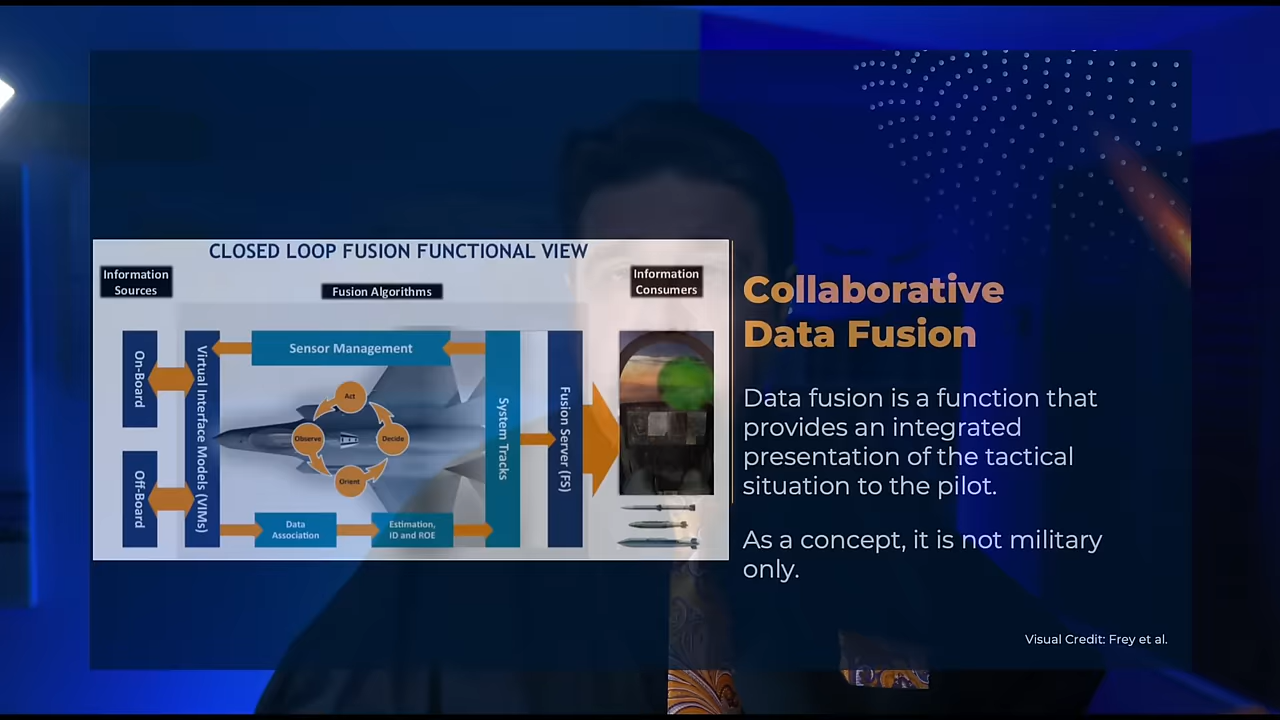 CLOSED LOOP FUSION FUNCTIONAL VIEW
Information
Sources
Fusion Algorithms
Information
Consumers
On-Board
Off-Board
Virtual Interface Models (VIMs)
Sensor Management
Act
Observe
Decide
Orient
Data
Association
Estimation,
ID and ROE
System Tracks
Fusion Server (FS)
Collaborative
Data Fusion
Data fusion is a function that
provides an integrated
presentation of the tactical
situation to the pilot.
As a concept, it is not military
only.
Visual Credit: Frey et al.